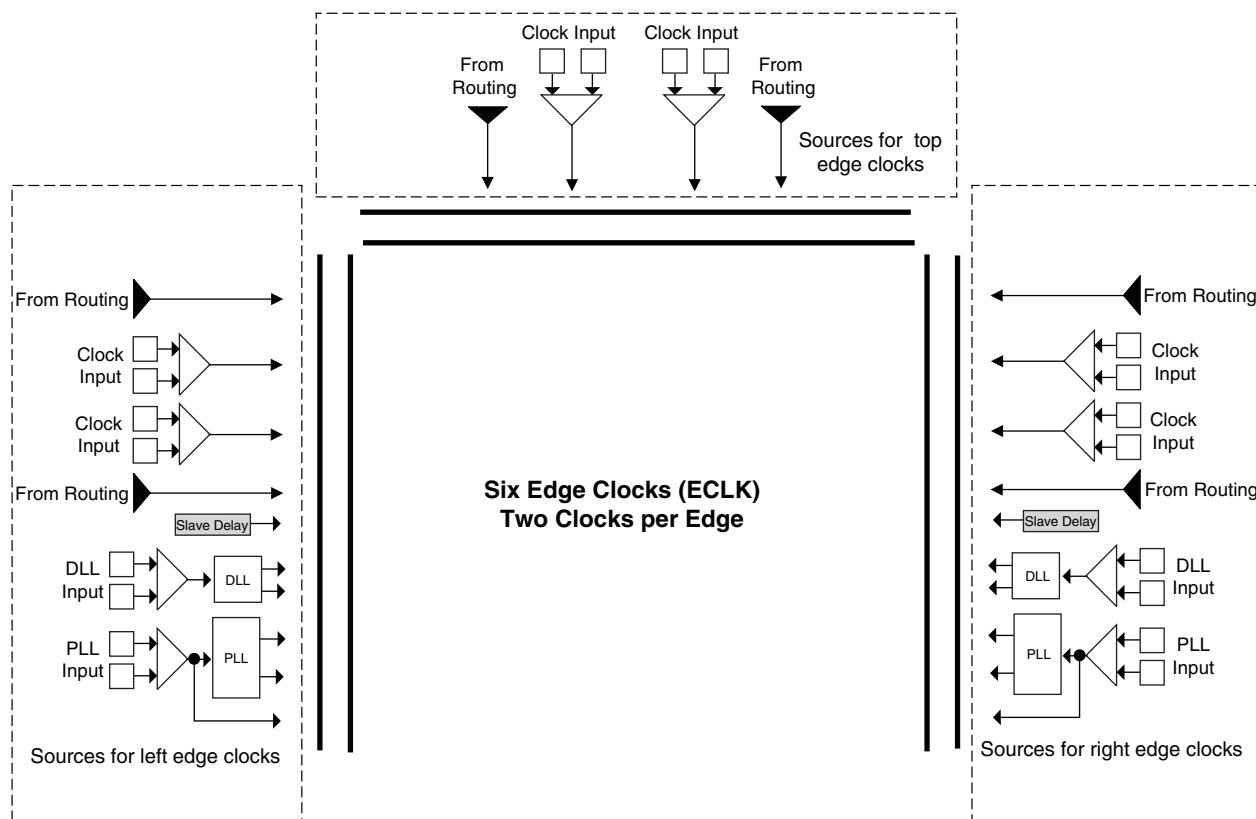 Clock Input
Clock Input
From
Routing
From
Routing
Sources for top
edge clocks
From Routing
Clock
Input
Clock
Input
From Routing
Slave Delay
DLL
Input
DLL
PLL
Input
PLL
Sources for left edge clocks
Six Edge Clocks (ECLK)
Two Clocks per Edge
From Routing
Clock
Input
Clock
Input
From Routing
Slave Delay
DLL
DLL
Input
PLL
PLL
Input
Sources for right edge clocks